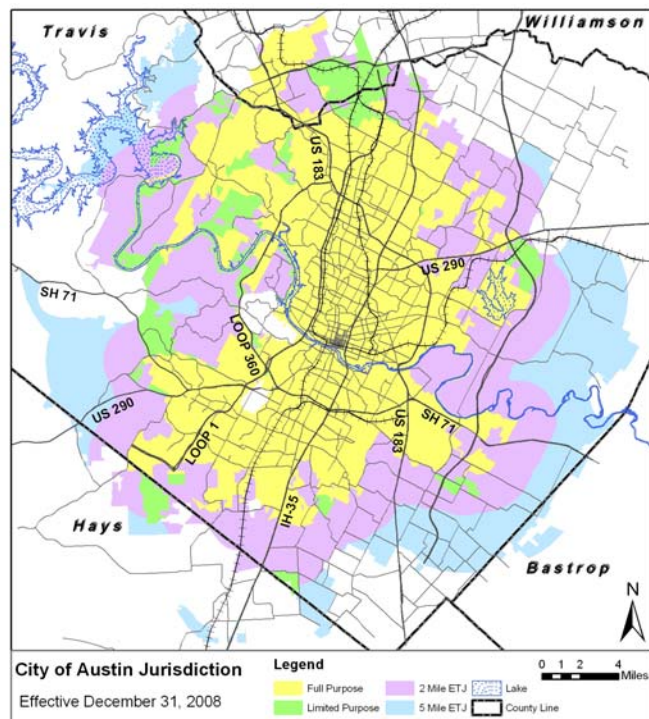 Travis
Williamson
US 183
US 290
SH 71
LOOP 360
US 290
LOOP 1
US 183
SH 71
IH-35
Hays
Bastrop
N
City of Austin Jurisdiction
Effective December 31, 2008
Legend
Full Purpose
2 Mile ETJ
Lake
Limited Purpose
5 Mile ETJ
County Line
0 1 2 4
Miles